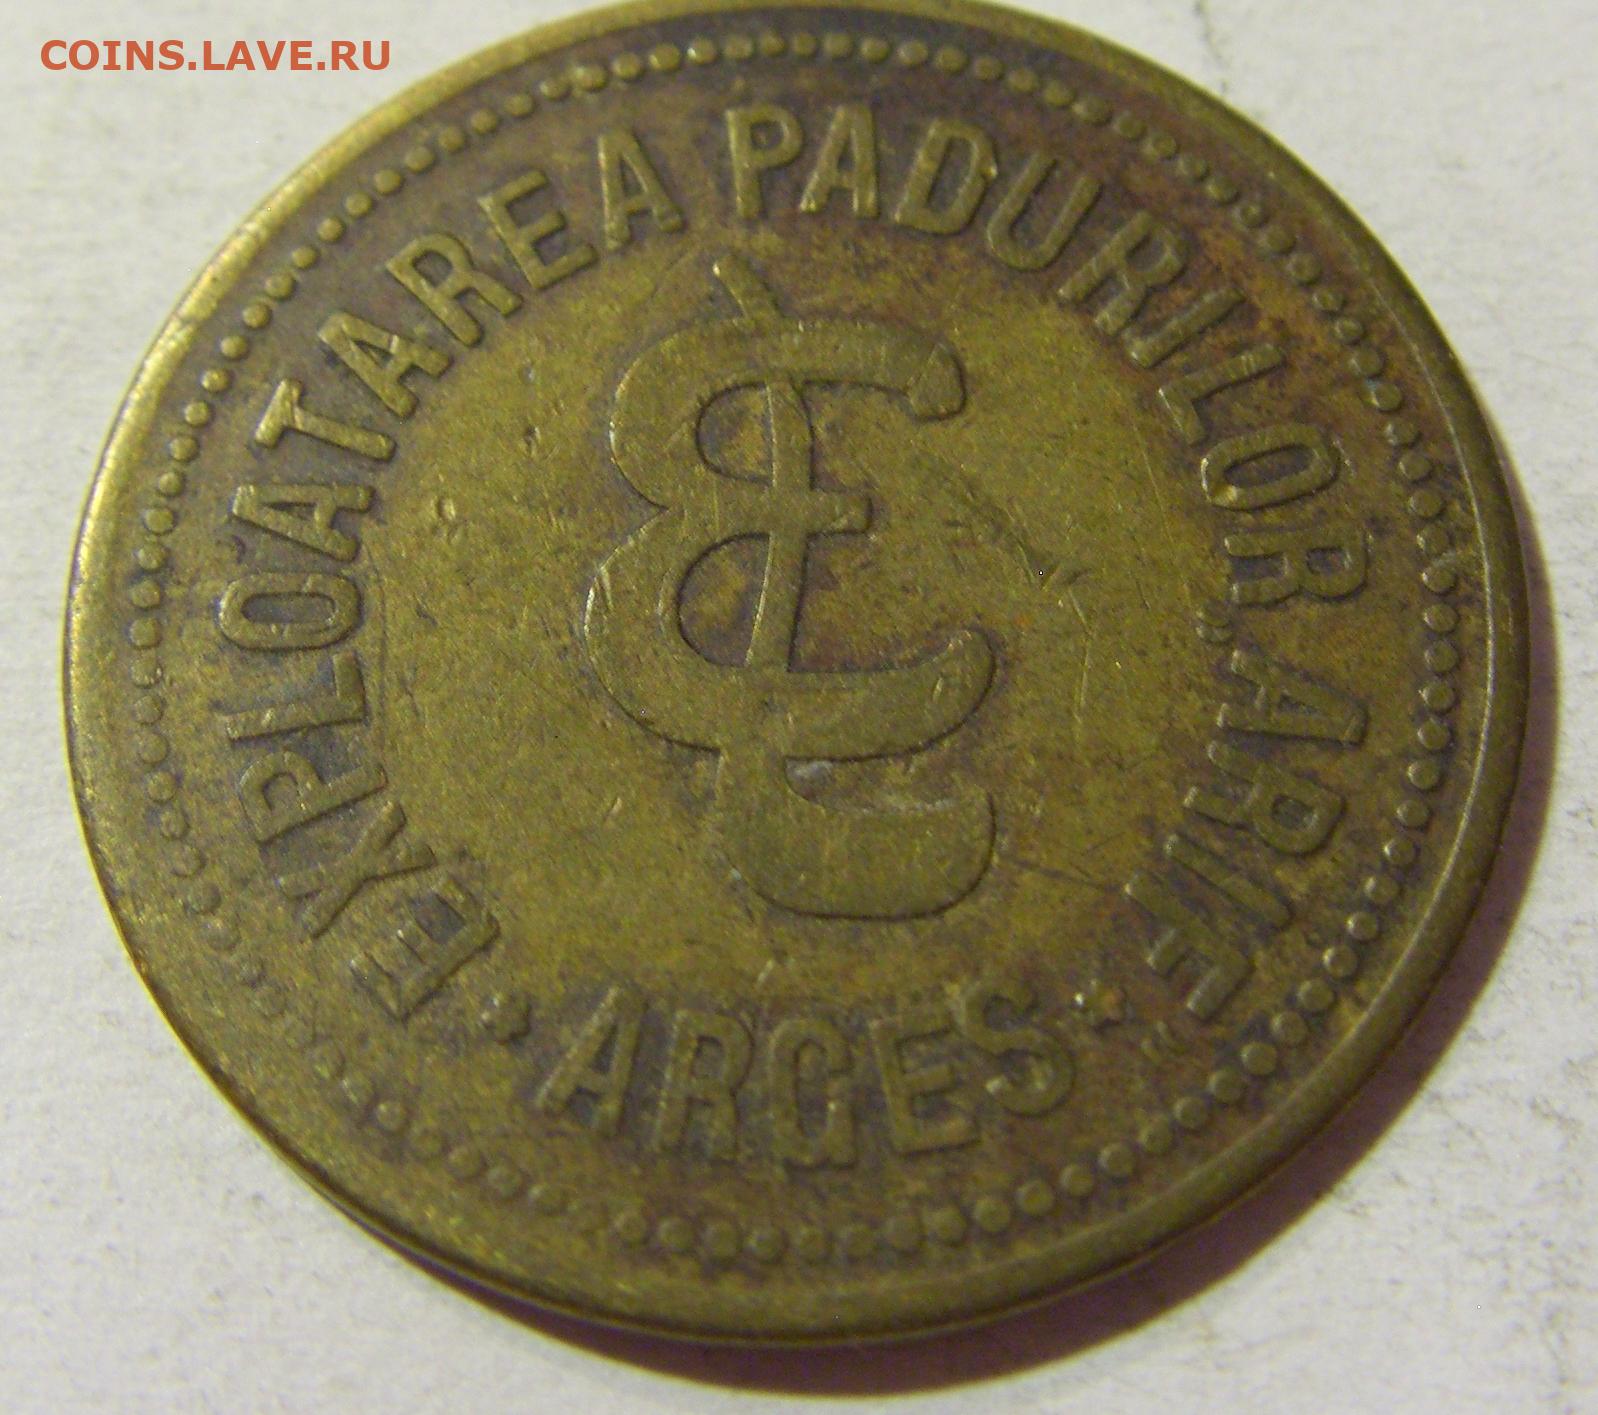 COINS.LAVE.RU
EXPLOATAREA PADURILOR „ARIE"
* ARGES *